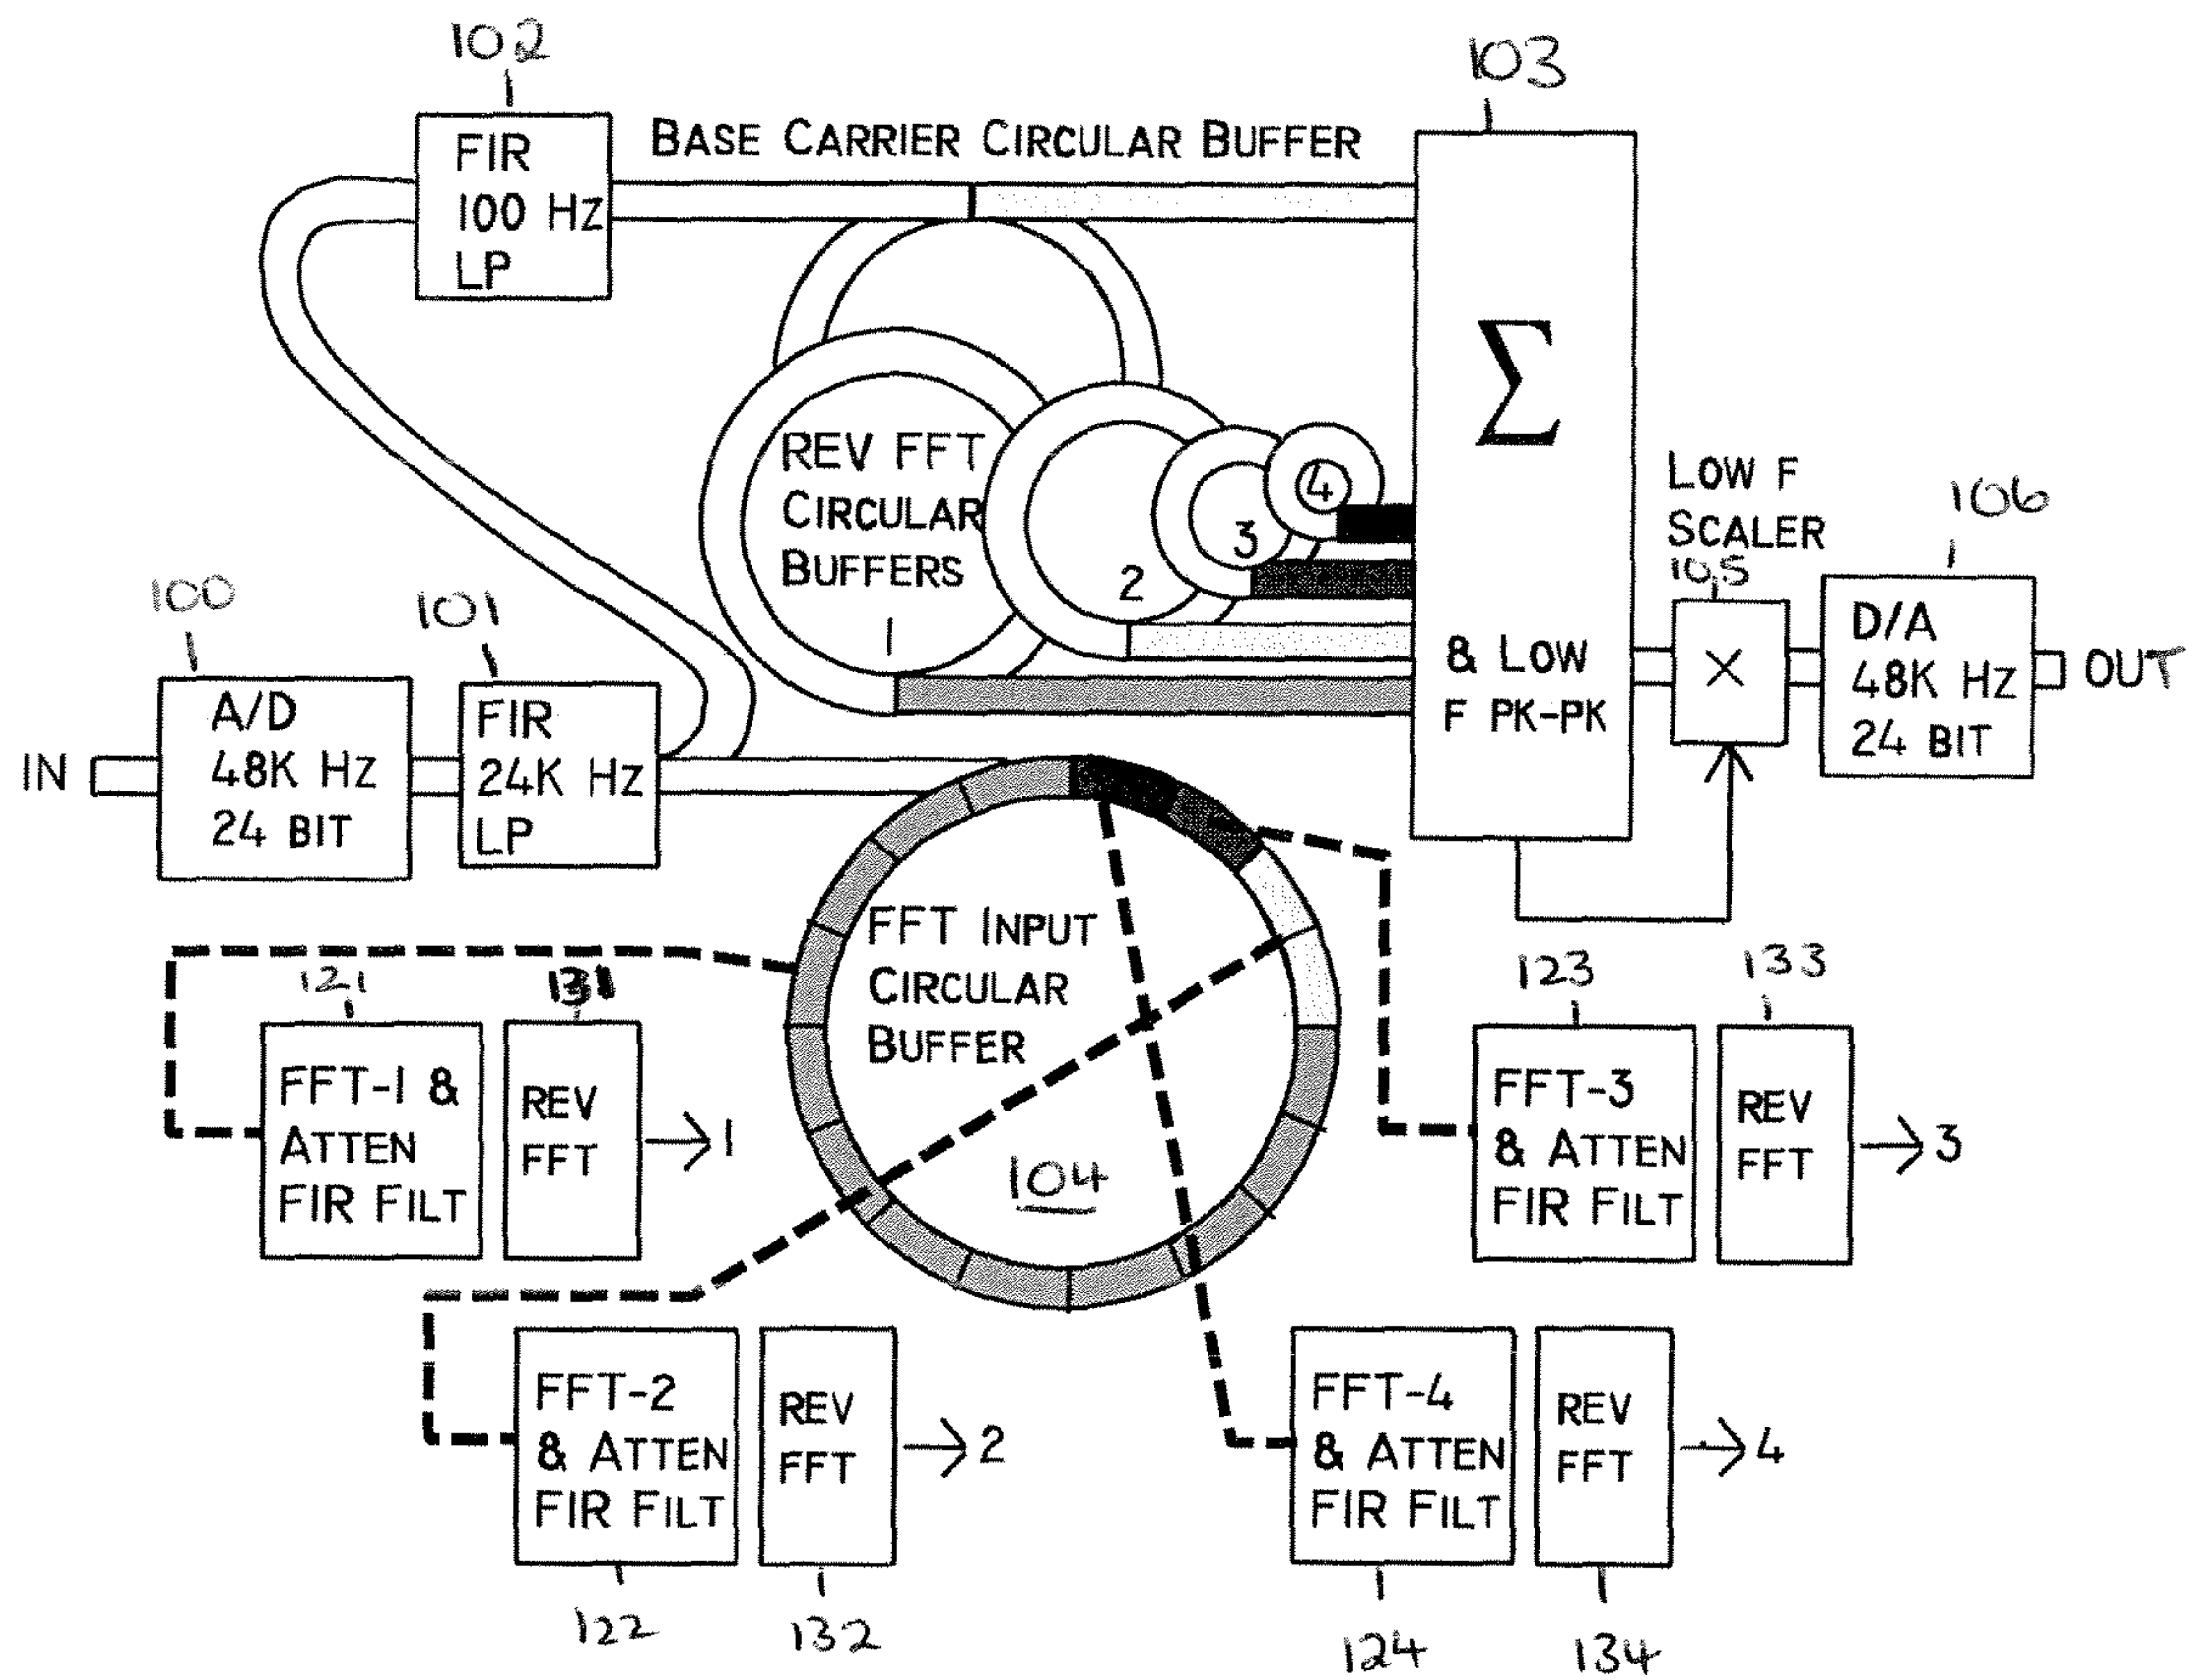 102
103
FIR
100 Hz
LP
BASE CARRIER CIRCULAR BUFFER
Σ
REV FFT
CIRCULAR
BUFFERS
1
2
3
4
LOW F
SCALER
105
106
100
101
A/D
48K Hz
24 BIT
FIR
24K Hz
LP
IN
& LOW
F PK-PK
X
D/A
48K Hz
24 BIT
OUT
FFT INPUT
CIRCULAR
BUFFER
104
121
131
FFT-1 &
ATTEN
FIR FILT
REV
FFT
1
123
133
FFT-3
& ATTEN
FIR FILT
REV
FFT
3
FFT-2
& ATTEN
FIR FILT
REV
FFT
2
122
132
FFT-4
& ATTEN
FIR FILT
REV
FFT
4
124
134